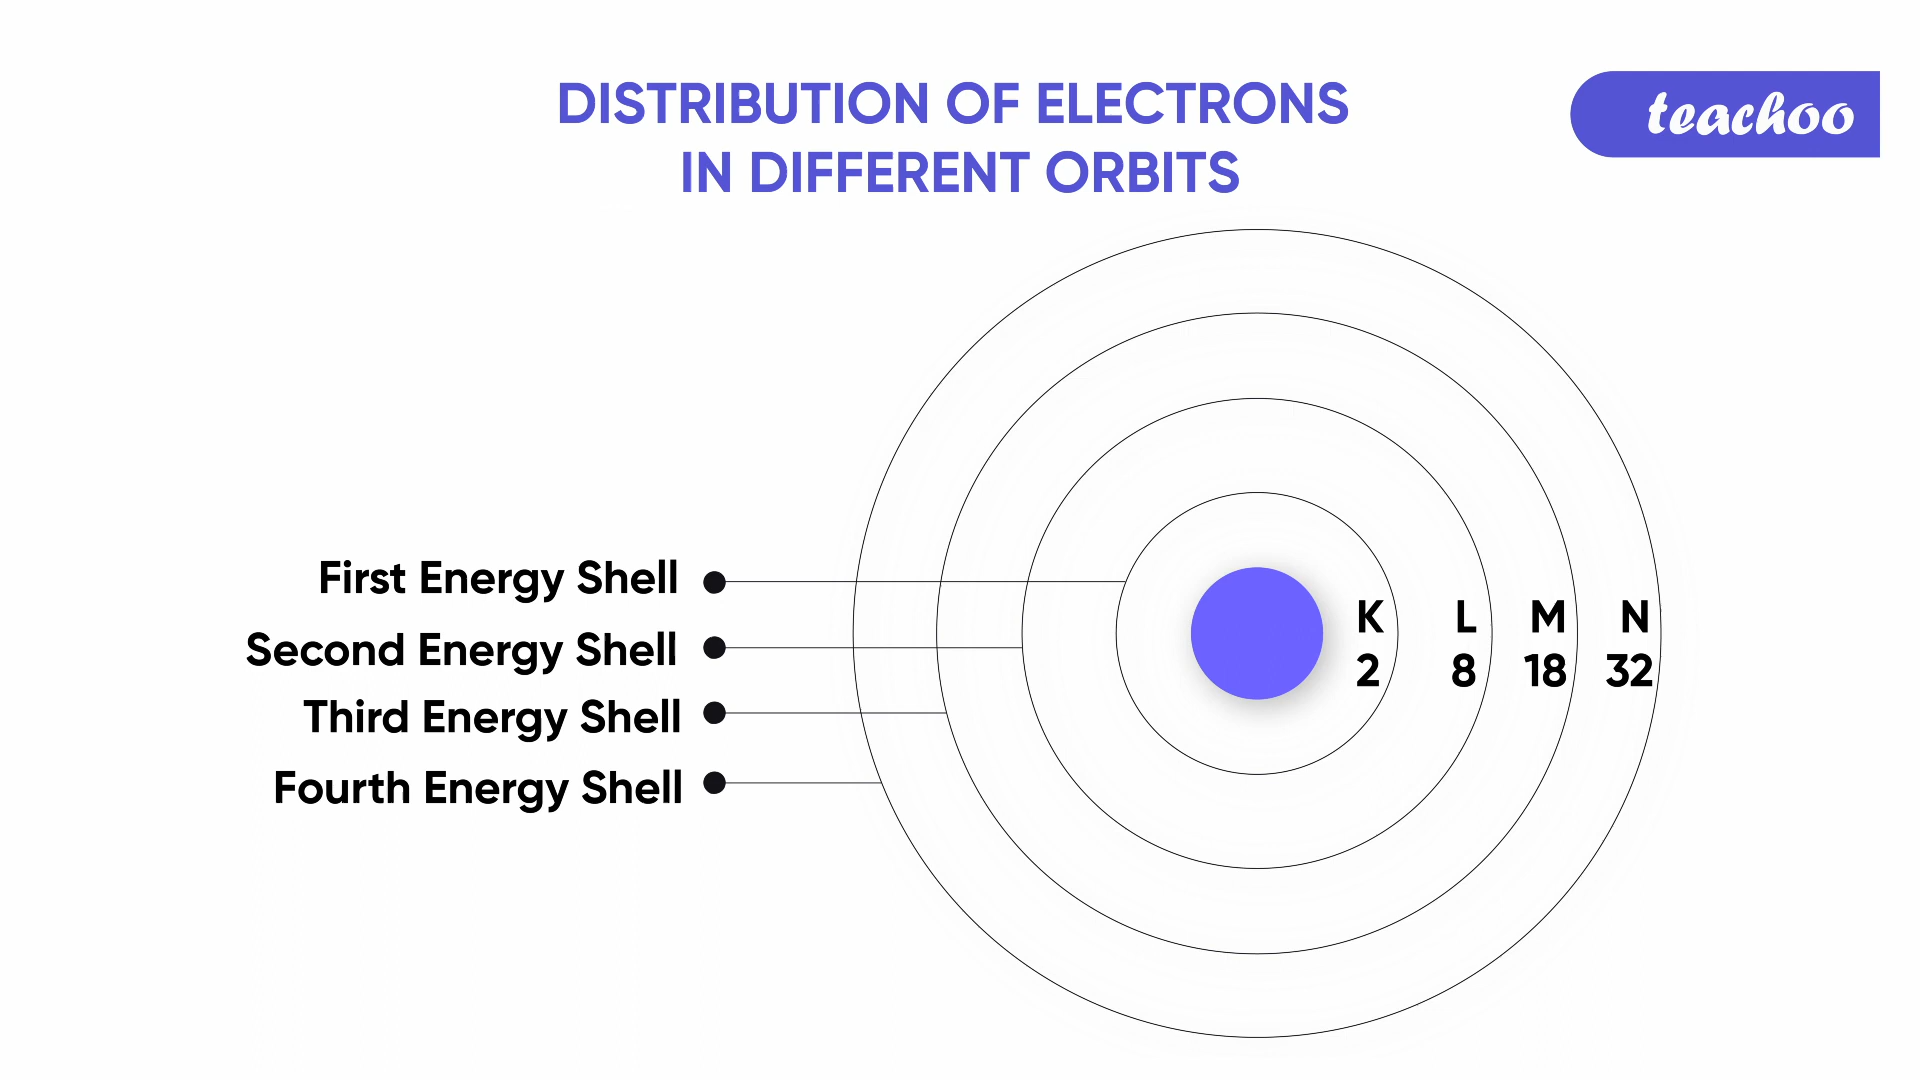 DISTRIBUTION OF ELECTRONS
IN DIFFERENT ORBITS
teachoo
First Energy Shell
Second Energy Shell
Third Energy Shell
Fourth Energy Shell
K L M N
2 8 18 32